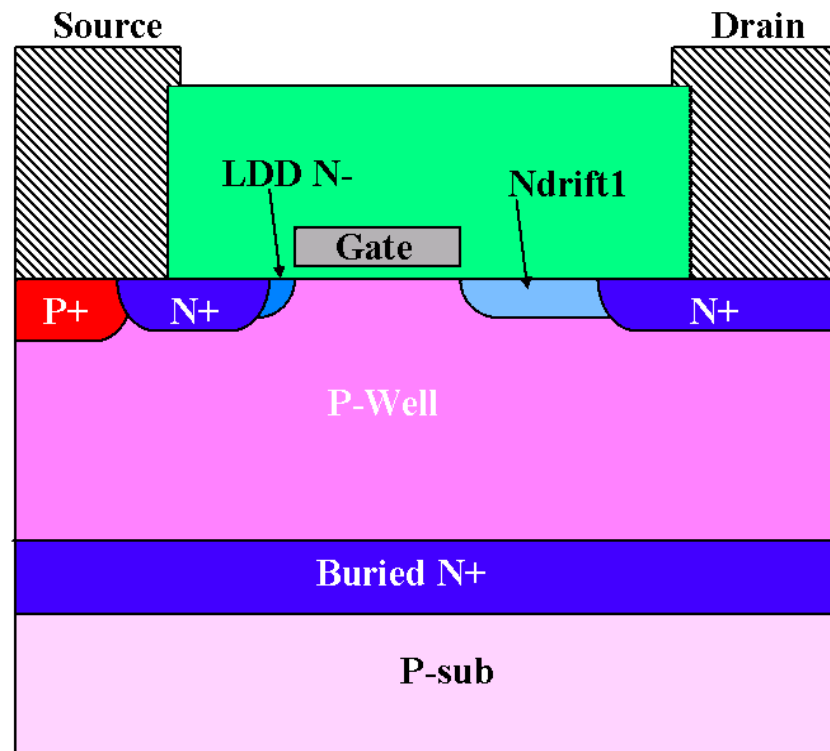 Source
Drain
LDD N-
Ndrift1
Gate
P+
N+
N+
P-Well
Buried N+
P-sub